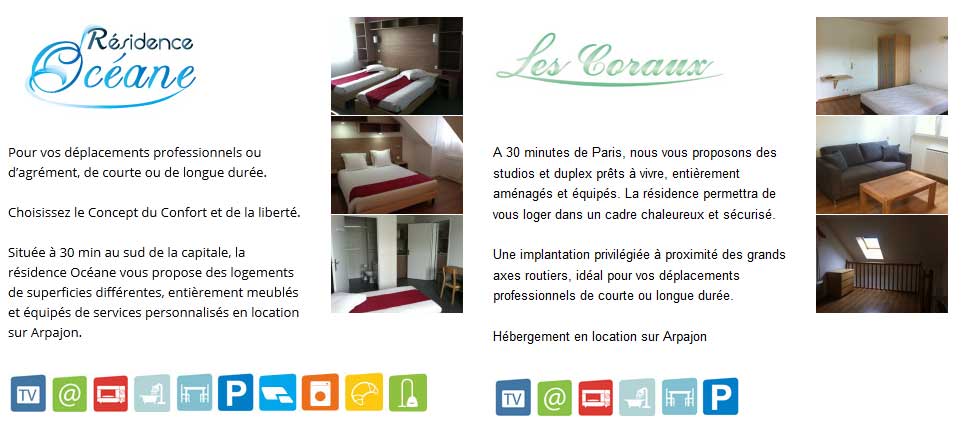 Résidence
Océane
Pour vos déplacements professionnels ou
d'agrément, de courte ou de longue durée.
Choisissez le Concept du Confort et de la liberté.
Située à 30 min au sud de la capitale, la
résidence Océane vous propose des logements
de superficies différentes, entièrement meublés
et équipés de services personnalisés en location
sur Arpajon.
TV @ P
Les Coraux
A 30 minutes de Paris, nous vous proposons des
studios et duplex prêts à vivre, entièrement
aménagés et équipés. La résidence permettra de
vous loger dans un cadre chaleureux et sécurisé.
Une implantation privilégiée à proximité des grands
axes routiers, idéal pour vos déplacements
professionnels de courte ou longue durée.
Hébergement en location sur Arpajon
TV @ P